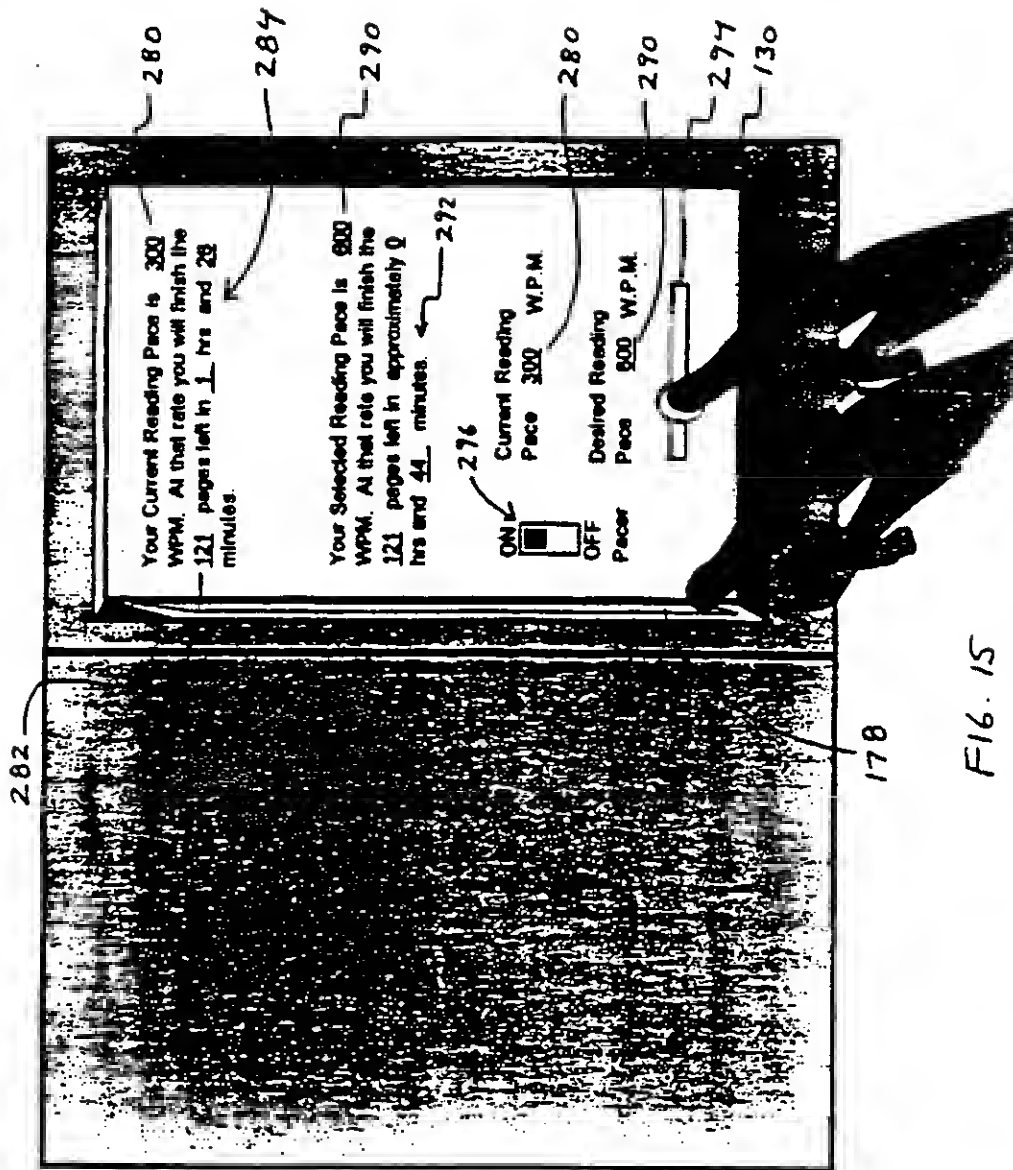 282
Your Current Reading Pace is 300
WPM. At that rate you will finish the
121 pages left in 1 hrs and 28
minutes.
280
284
Your Selected Reading Pace is 600
WPM. At that rate you will finish the
121 pages left in approximately 0
hrs and 44 minutes.
290
292
296
ON
OFF
Pacer
Current Reading
Pace 300 W.P.M.
280
Desired Reading
Pace 600 W.P.M.
290
294
130
178
FIG. 15